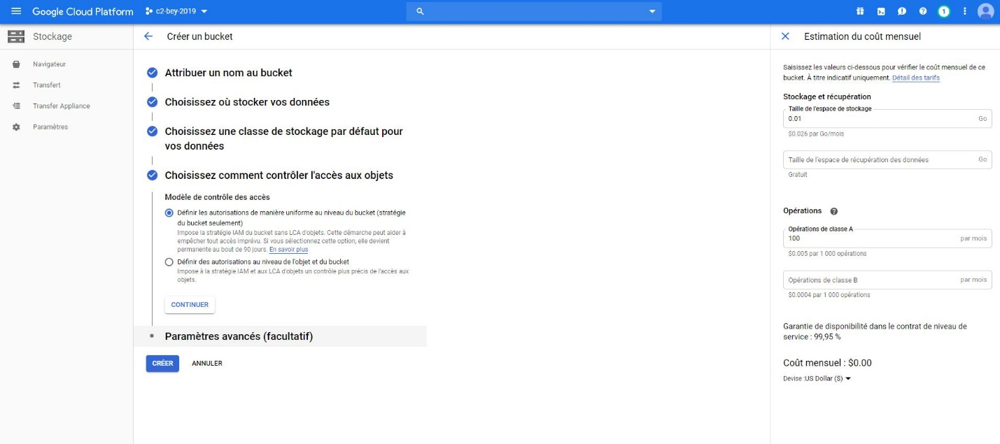 Google Cloud Platform
c2-bey-2019
1
Stockage
Créer un bucket
Estimation du coût mensuel
Navigateur
Transfert
Transfer Appliance
Paramètres
Attribuer un nom au bucket
Choisissez où stocker vos données
Choisissez une classe de stockage par défaut pour
vos données
Choisissez comment contrôler l'accès aux objets
Modèle de contrôle des accès
Définir les autorisations de manière uniforme au niveau du bucket (stratégie
du bucket seulement)
Impose la stratégie IAM du bucket sans LCA d'objets. Cette démarche peut aider à
empêcher tout accès imprévu. Si vous sélectionnez cette option, elle devient
permanente au bout de 90 jours. En savoir plus
Définir des autorisations au niveau de l'objet et du bucket
Impose à la stratégie IAM et aux LCA d'objets un contrôle plus précis de l'accès aux
objets.
CONTINUER
Paramètres avancés (facultatif)
CRÉER ANNULER
Saisissez les valeurs ci-dessous pour vérifier le coût mensuel de ce
bucket. À titre indicatif uniquement. Détail des tarifs
Stockage et récupération
Taille de l'espace de stockage
0.01 Go
$0.026 par Go/mois
Taille de l'espace de récupération des données Go
Gratuit
Opérations
Opérations de classe A
100 par mois
$0.005 par 1 000 opérations
Opérations de classe B par mois
$0.0004 par 1 000 opérations
Garantie de disponibilité dans le contrat de niveau de
service : 99,95 %
Coût mensuel : $0.00
Devise :US Dollar ($)